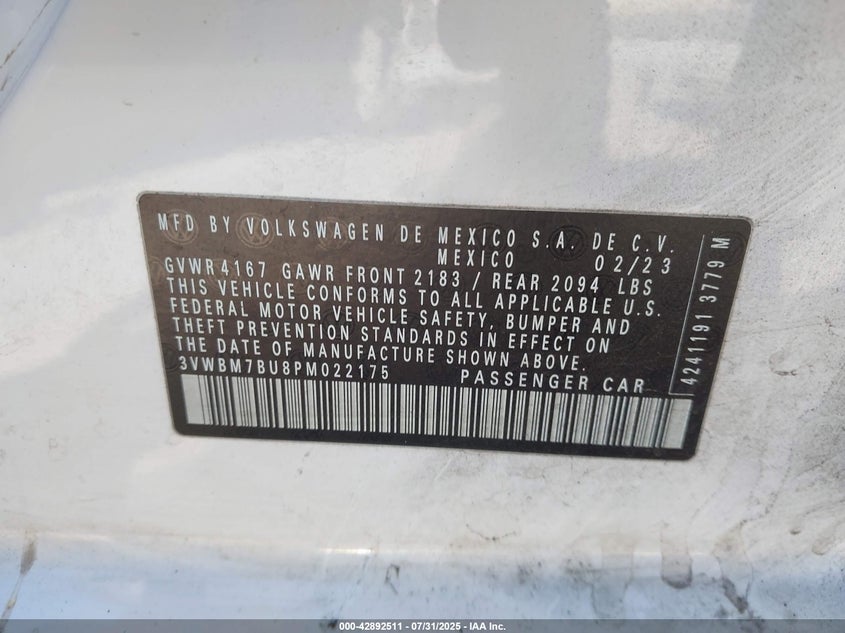 MFD BY VOLKSWAGEN DE MEXICO S.A. DE C.V.
MEXICO 02/23
GVWR 4167 GAWR FRONT 2183 / REAR 2094 LBS
THIS VEHICLE CONFORMS TO ALL APPLICABLE U.S.
FEDERAL MOTOR VEHICLE SAFETY, BUMPER AND
THEFT PREVENTION STANDARDS IN EFFECT ON
THE DATE OF MANUFACTURE SHOWN ABOVE.
3VWBM7BU8PM022175 PASSENGER CAR
4241191 3779 M
000-42892511 - 07/31/2025 - IAA Inc.